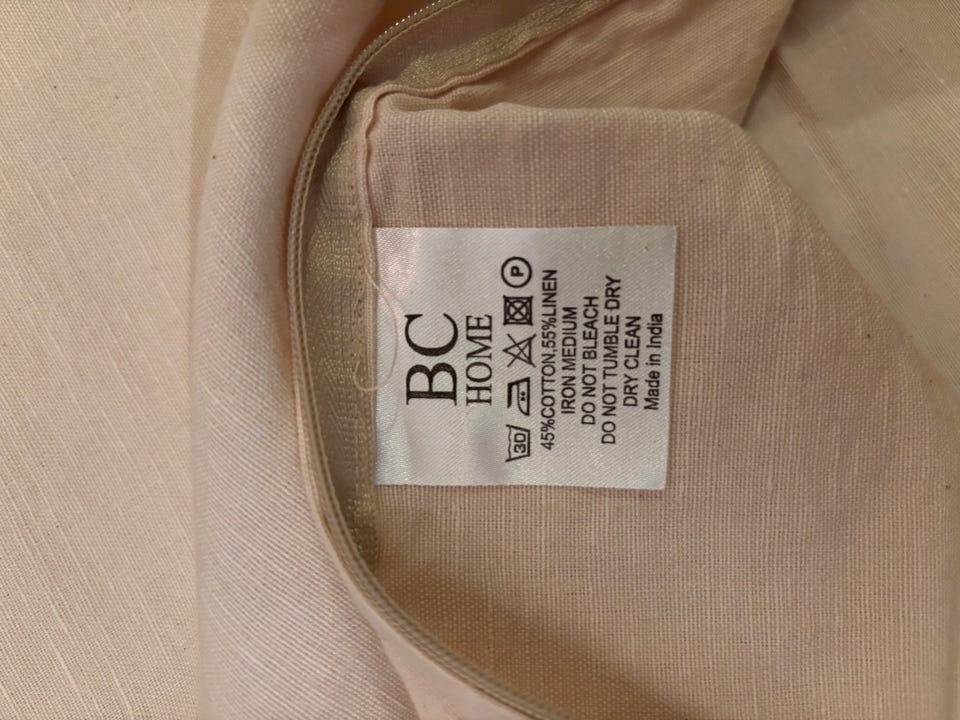 BC
HOME
30 P
45%COTTON,55%LINEN
IRON MEDIUM
DO NOT BLEACH
DO NOT TUMBLE DRY
DRY CLEAN
Made in India